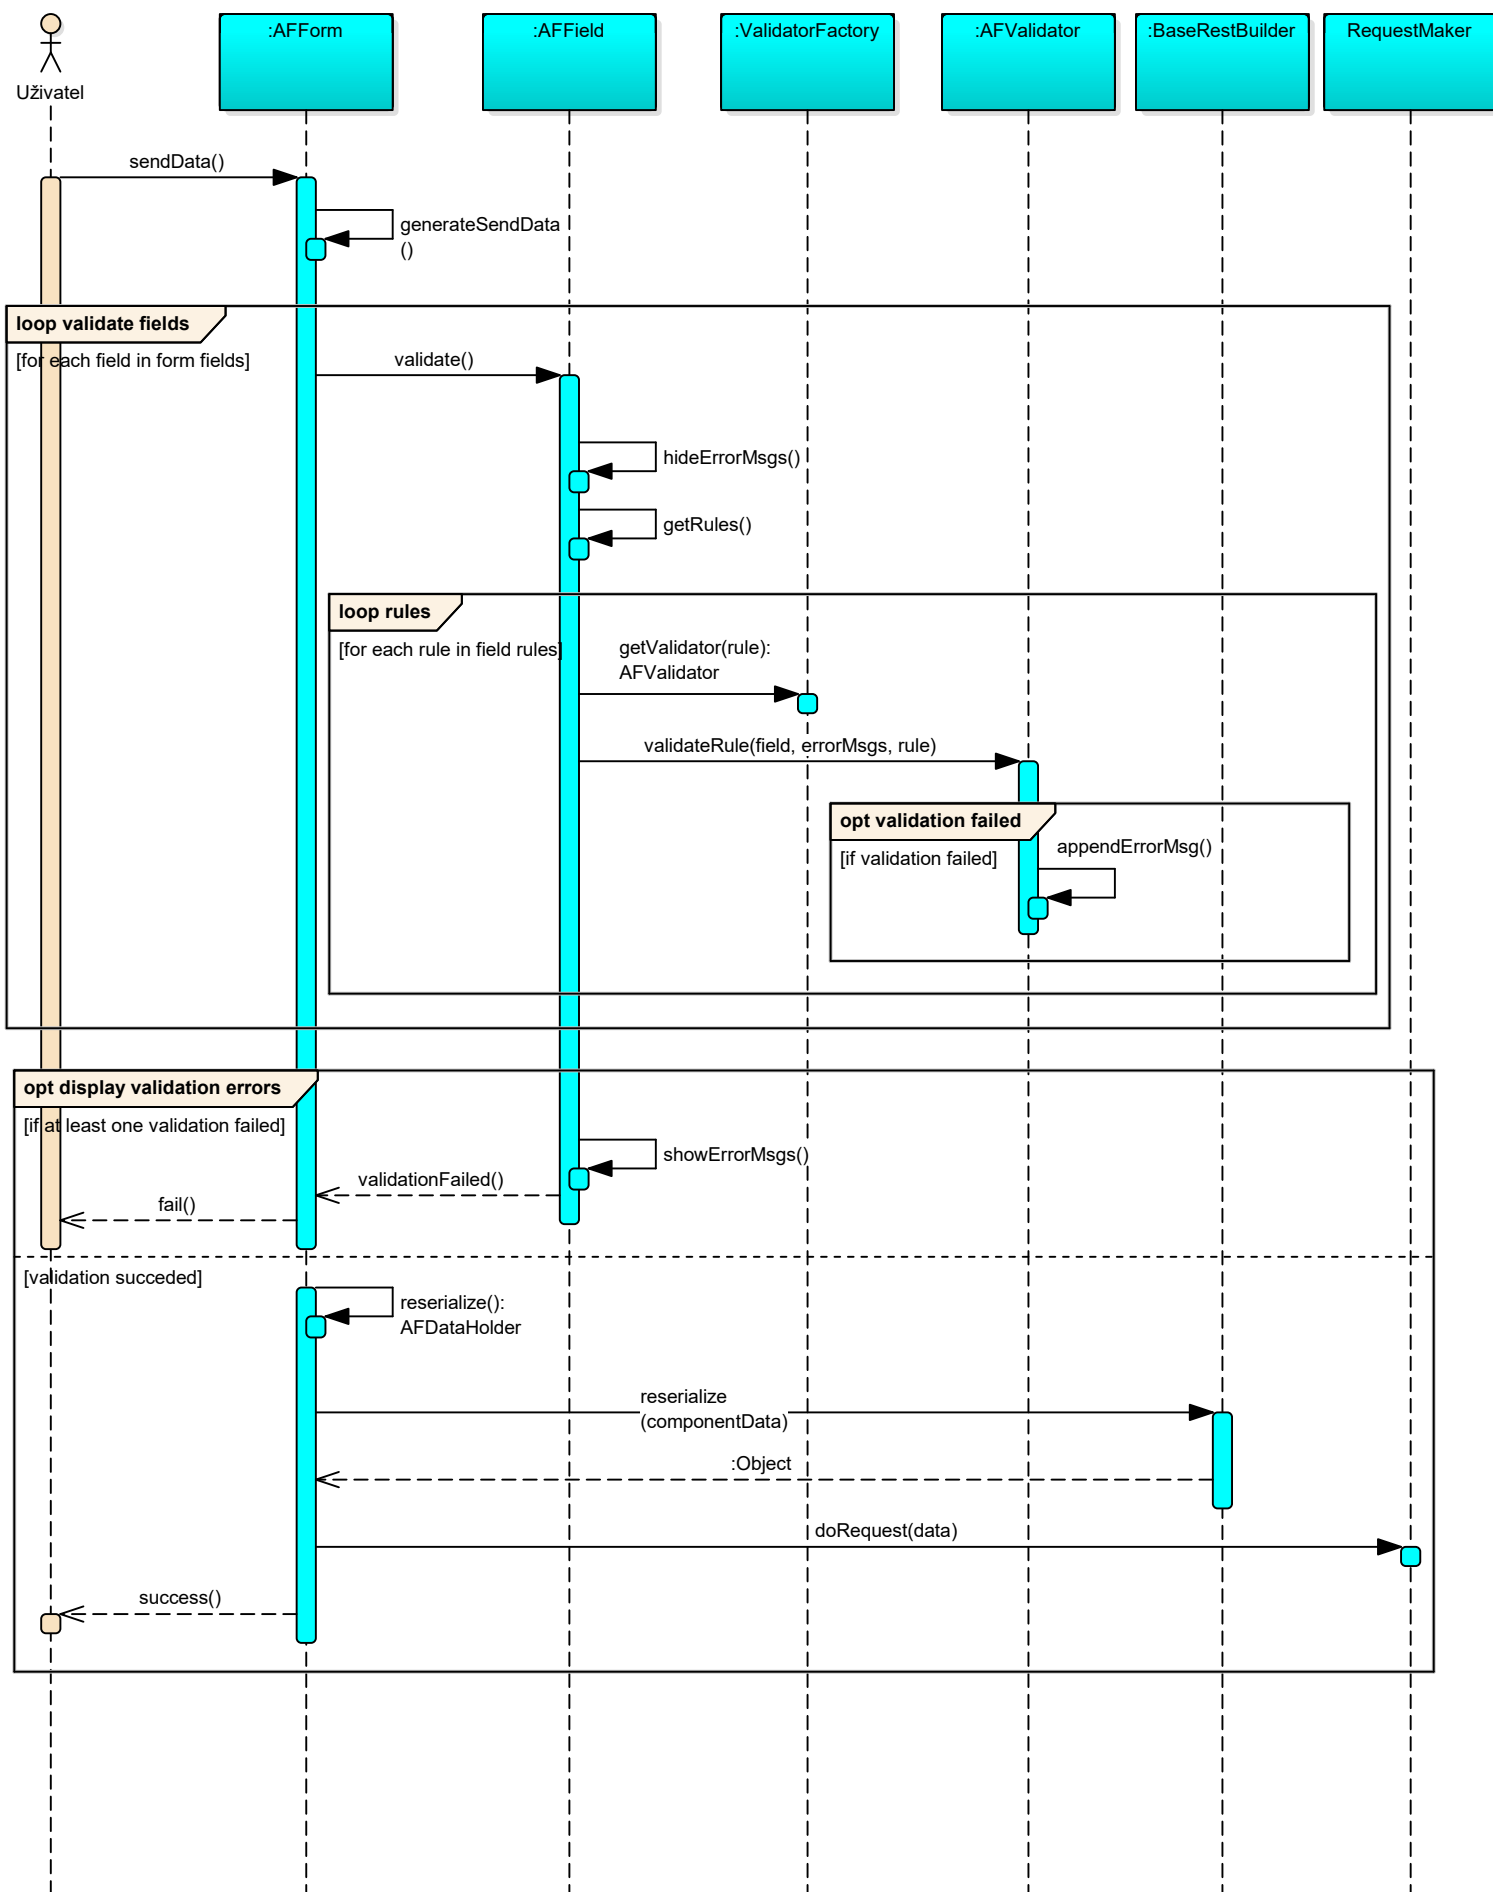 Uživatel
:AFForm
:AFField
:ValidatorFactory
:AFValidator
:BaseRestBuilder
RequestMaker
sendData()
generateSendData
()
loop validate fields
[for each field in form fields]
validate()
hideErrorMsgs()
getRules()
loop rules
[for each rule in field rules]
getValidator(rule):
AFValidator
validateRule(field, errorMsgs, rule)
opt validation failed
[if validation failed]
appendErrorMsg()
opt display validation errors
[if at least one validation failed]
showErrorMsgs()
validationFailed()
fail()
[validation succeded]
reserialize():
AFDataHolder
reserialize
(componentData)
:Object
doRequest(data)
success()